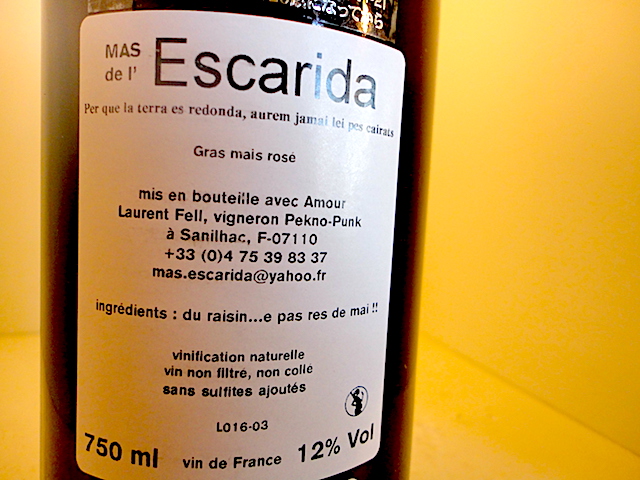 MAS
de l' Escarida
Per que la terra es redonda, aurem jamai lei pes cairats
Gras mais rosé
mis en bouteille avec Amour
Laurent Fell, vigneron Pekno-Punk
à Sanilhac, F-07110
+33 (0)4 75 39 83 37
mas.escarida@yahoo.fr
ingrédients : du raisin...e pas res de mai !!
vinification naturelle
vin non filtré, non collé
sans sulfites ajoutés
L016-03
750 ml vin de France 12% Vol